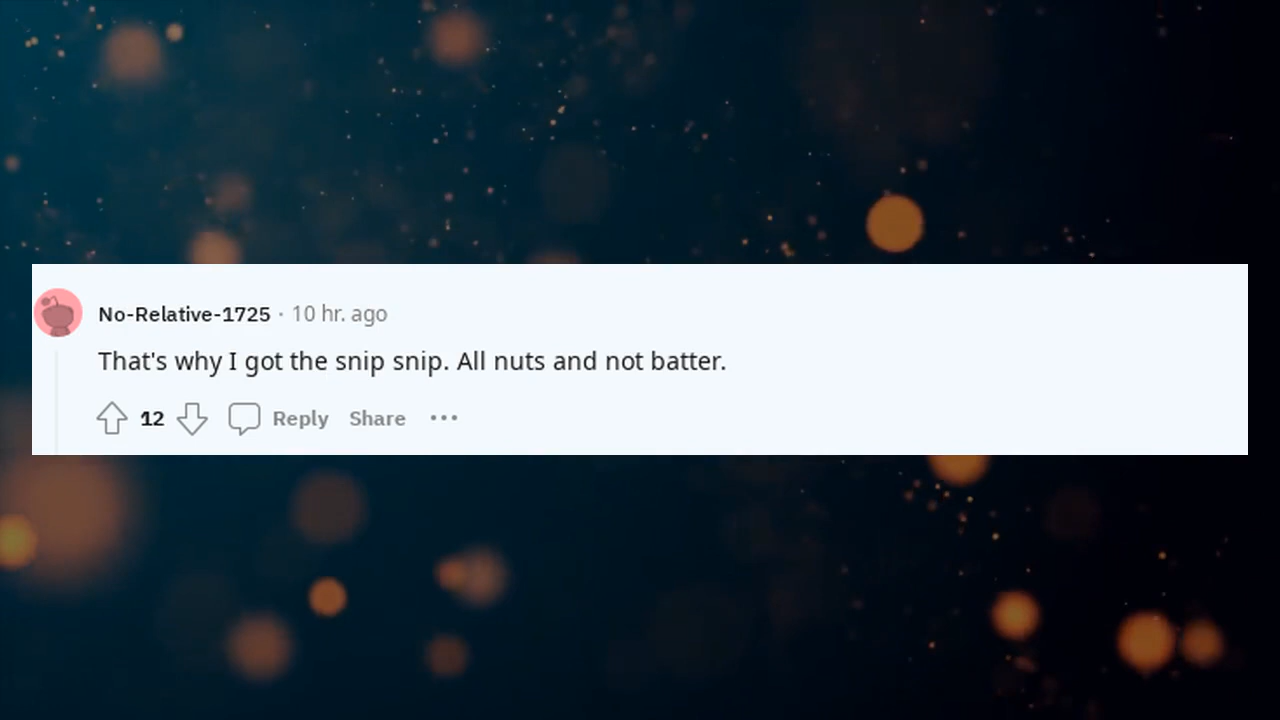 No-Relative-1725 · 10 hr. ago
That's why I got the snip snip. All nuts and not batter.
12 Reply Share ···